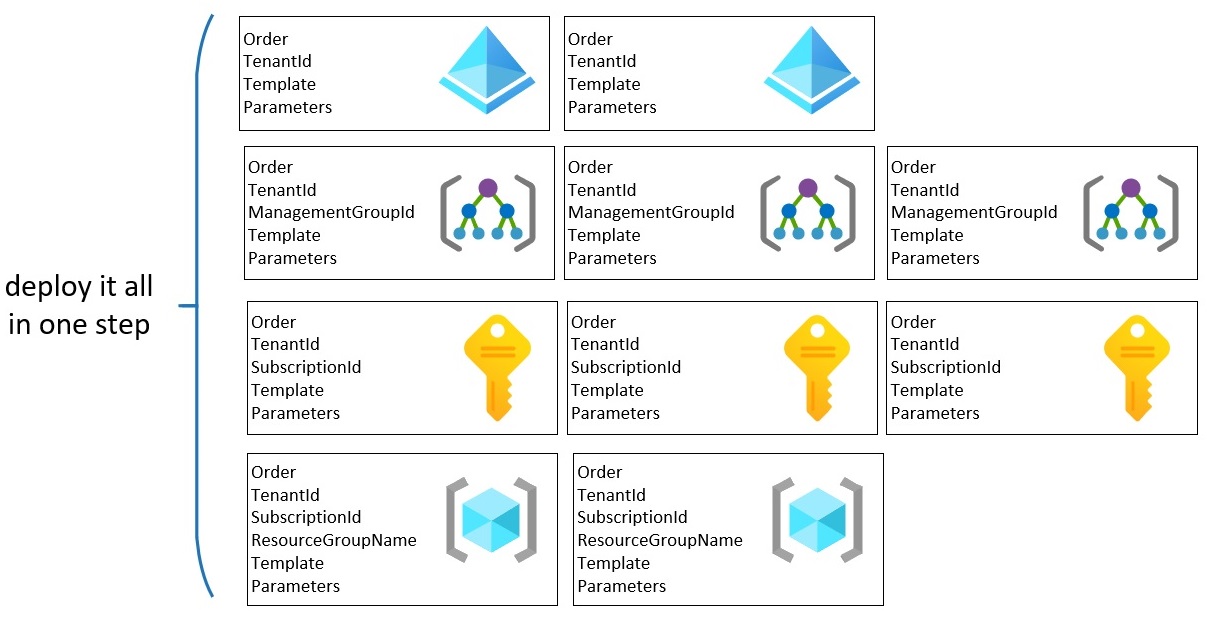 deploy it all
in one step
Order
TenantId
Template
Parameters
Order
TenantId
Template
Parameters
Order
TenantId
ManagementGroupId
Template
Parameters
Order
TenantId
ManagementGroupId
Template
Parameters
Order
TenantId
ManagementGroupId
Template
Parameters
Order
TenantId
SubscriptionId
Template
Parameters
Order
TenantId
SubscriptionId
Template
Parameters
Order
TenantId
SubscriptionId
Template
Parameters
Order
TenantId
SubscriptionId
ResourceGroupName
Template
Parameters
Order
TenantId
SubscriptionId
ResourceGroupName
Template
Parameters